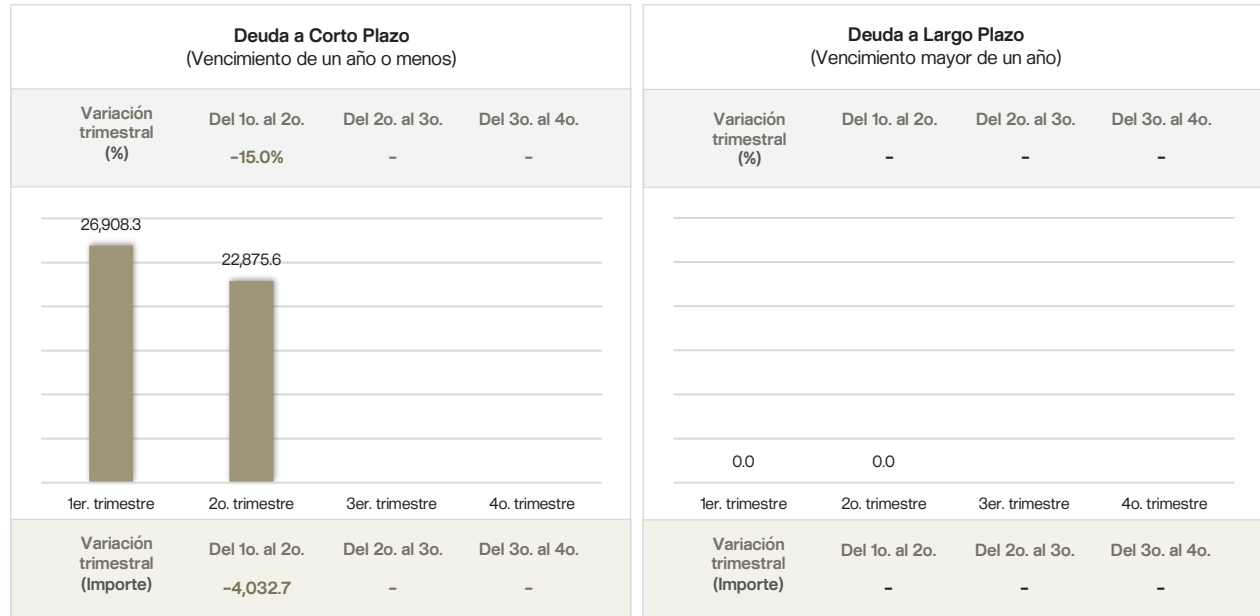 Deuda a Corto Plazo
(Vencimiento de un año o menos)
Variación
trimestral
(%)
Del 1o. al 2o. Del 2o. al 3o. Del 3o. al 4o.
-15.0% - -
26,908.3
22,875.6
1er. trimestre 2o. trimestre 3er. trimestre 4o. trimestre
Variación
trimestral
(Importe)
Del 1o. al 2o. Del 2o. al 3o. Del 3o. al 4o.
-4,032.7 - -
Deuda a Largo Plazo
(Vencimiento mayor de un año)
Variación
trimestral
(%)
Del 1o. al 2o. Del 2o. al 3o. Del 3o. al 4o.
- - -
0.0 0.0
1er. trimestre 2o. trimestre 3er. trimestre 4o. trimestre
Variación
trimestral
(Importe)
Del 1o. al 2o. Del 2o. al 3o. Del 3o. al 4o.
- - -